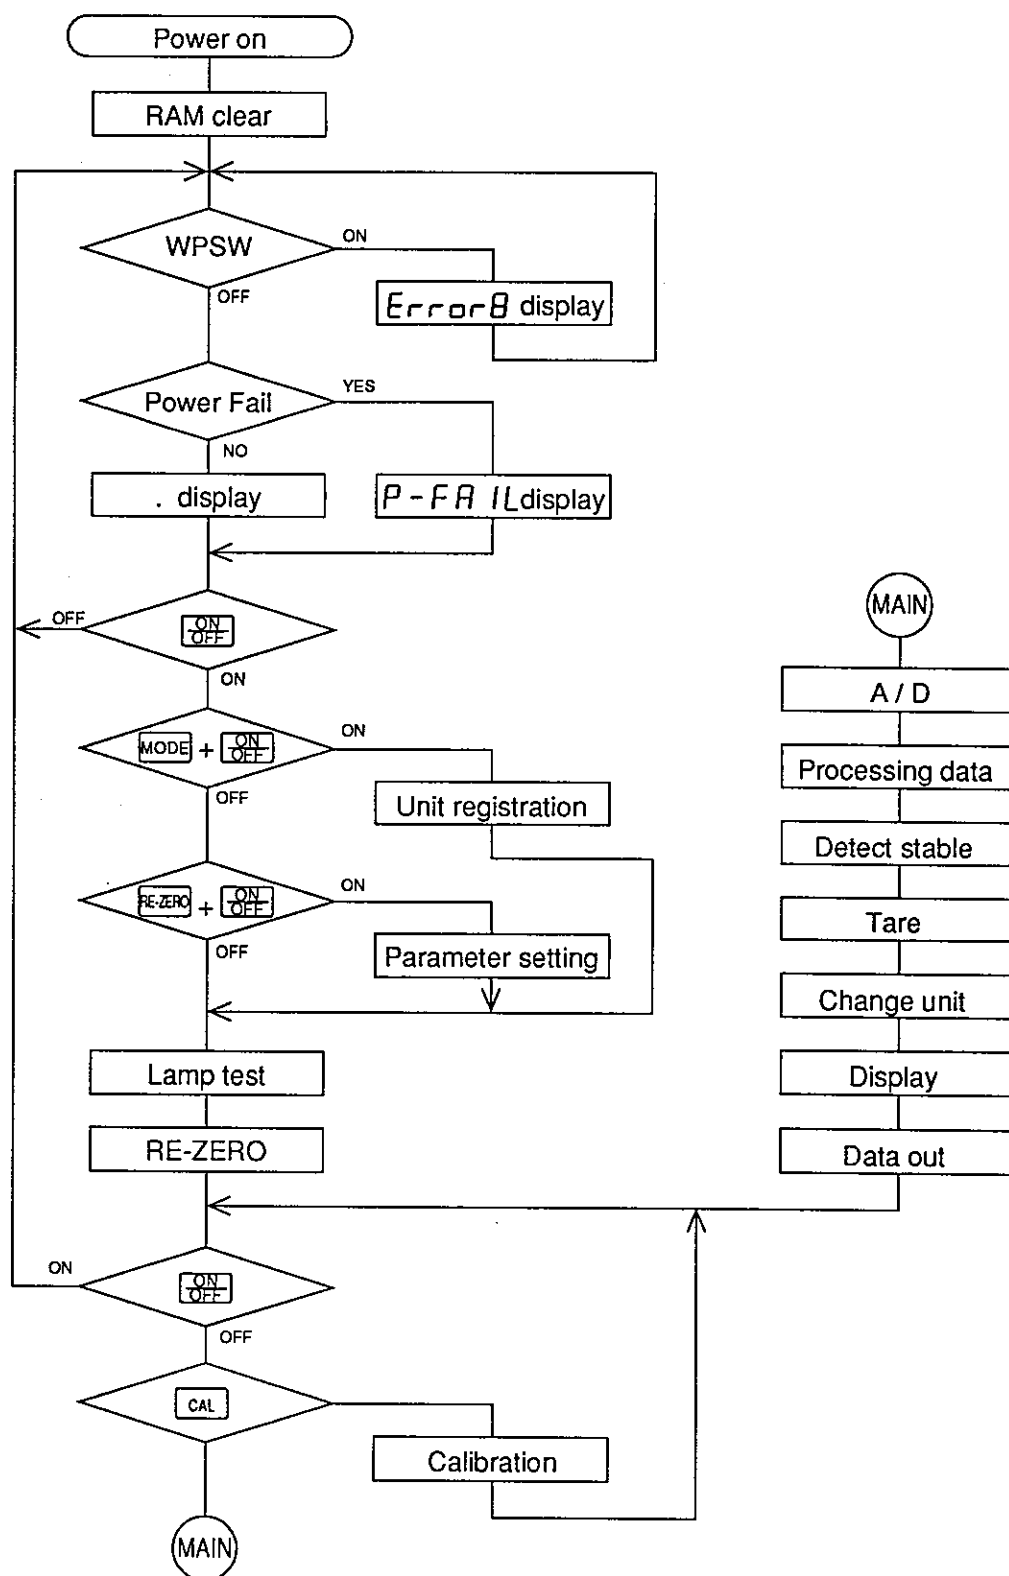 Power on
RAM clear
WPSW
ON
OFF
Error8 display
Power Fail
YES
NO
. display
P-FAIL display
OFF
ON
OFF
ON
MODE + ON
OFF
ON
OFF
Unit registration
RE-ZERO + ON
OFF
ON
OFF
Parameter setting
Lamp test
RE-ZERO
ON
ON
OFF
OFF
CAL
Calibration
MAIN
MAIN
A / D
Processing data
Detect stable
Tare
Change unit
Display
Data out